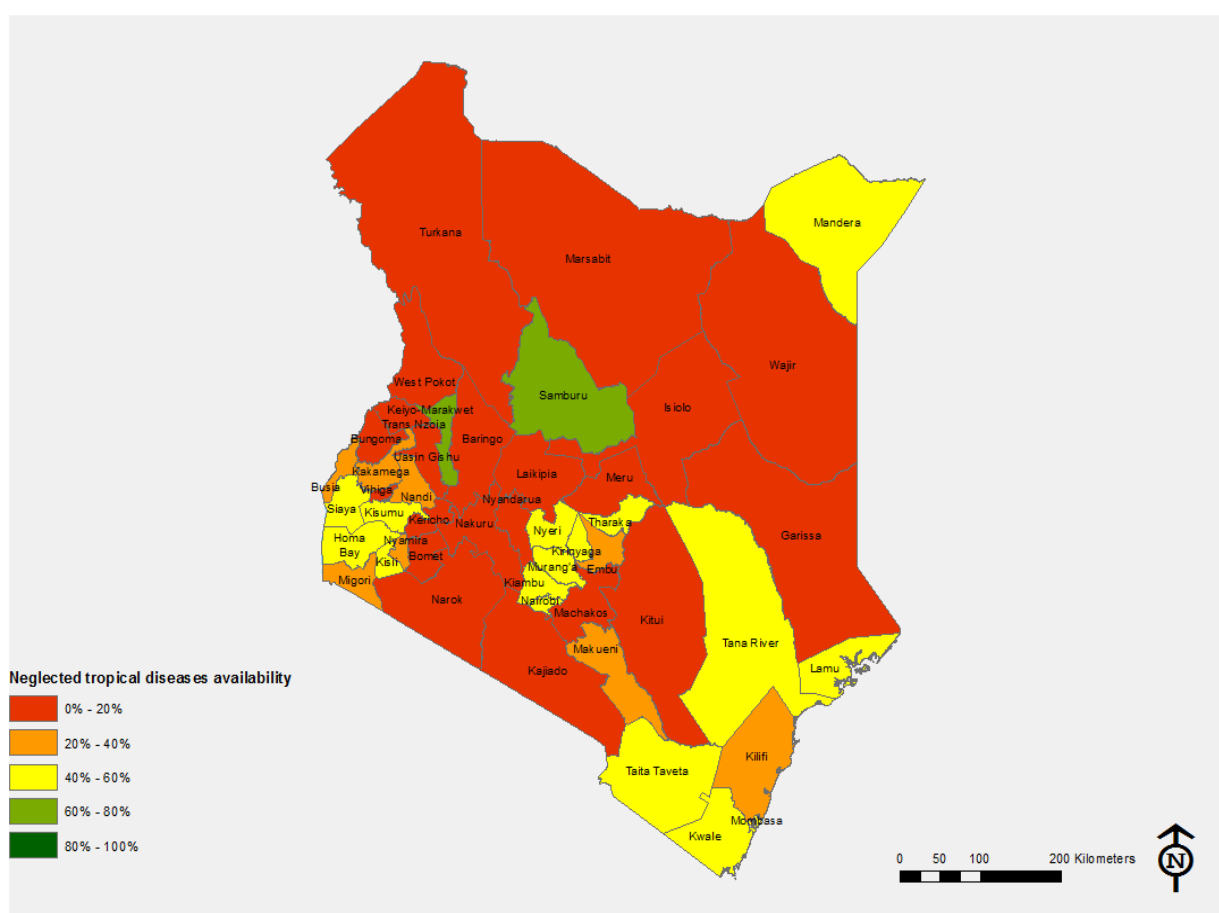 Mandera
Turkana
Marsabit
Wajir
West Pokot
Samburu
Isiolo
Keiyo-Marakwet
Trans Nzoia
Bungoma
Baringo
Uasin Gishu
Kakamega
Laikipia
Meru
Busia
Vihiga
Nandi
Nyandarua
Siaya
Kisumu
Kericho
Nakuru
Tharaka
Nyeri
Garissa
Homa
Bay
Nyamira
Kirinyaga
Kisii
Bomet
Murang'a
Embu
Migori
Kiambu
Narok
Nairobi
Machakos
Kitui
Tana River
Makueni
Lamu
Kajiado
Neglected tropical diseases availability
0% - 20%
20% - 40%
40% - 60%
60% - 80%
80% - 100%
Kilifi
Taita Taveta
Mombasa
Kwale
0 50 100 200 Kilometers
N